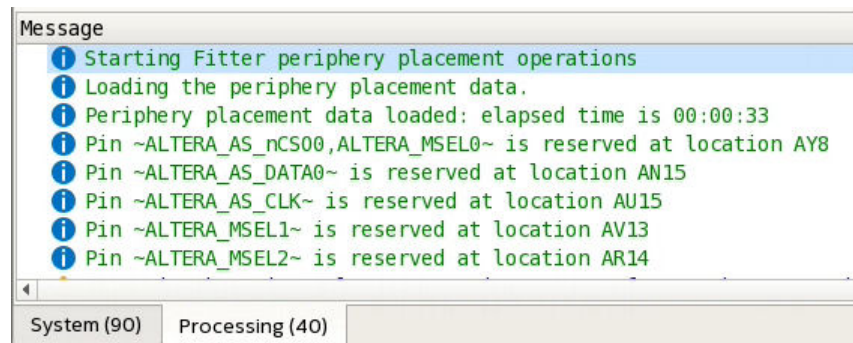 Message
Starting Fitter periphery placement operations
Loading the periphery placement data.
Periphery placement data loaded: elapsed time is 00:00:33
Pin ~ALTERA_AS_nCSO0,ALTERA_MSEL0~ is reserved at location AY8
Pin ~ALTERA_AS_DATA0~ is reserved at location AN15
Pin ~ALTERA_AS_CLK~ is reserved at location AU15
Pin ~ALTERA_MSEL1~ is reserved at location AV13
Pin ~ALTERA_MSEL2~ is reserved at location AR14
System (90) Processing (40)